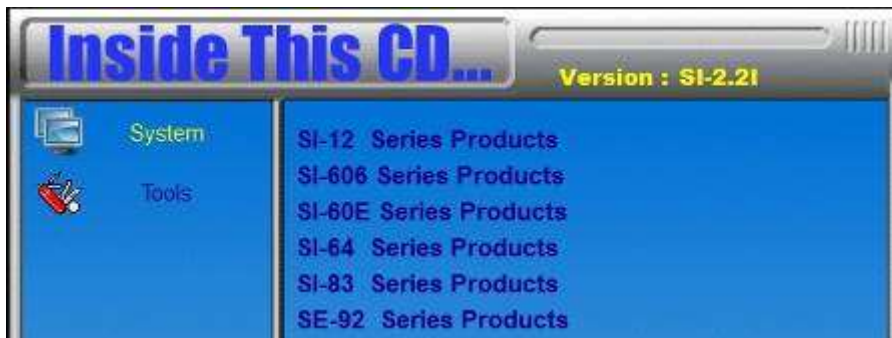 Inside This CD...
Version : SI-2.2I
System
Tools
SI-12 Series Products
SI-606 Series Products
SI-60E Series Products
SI-64 Series Products
SI-83 Series Products
SE-92 Series Products